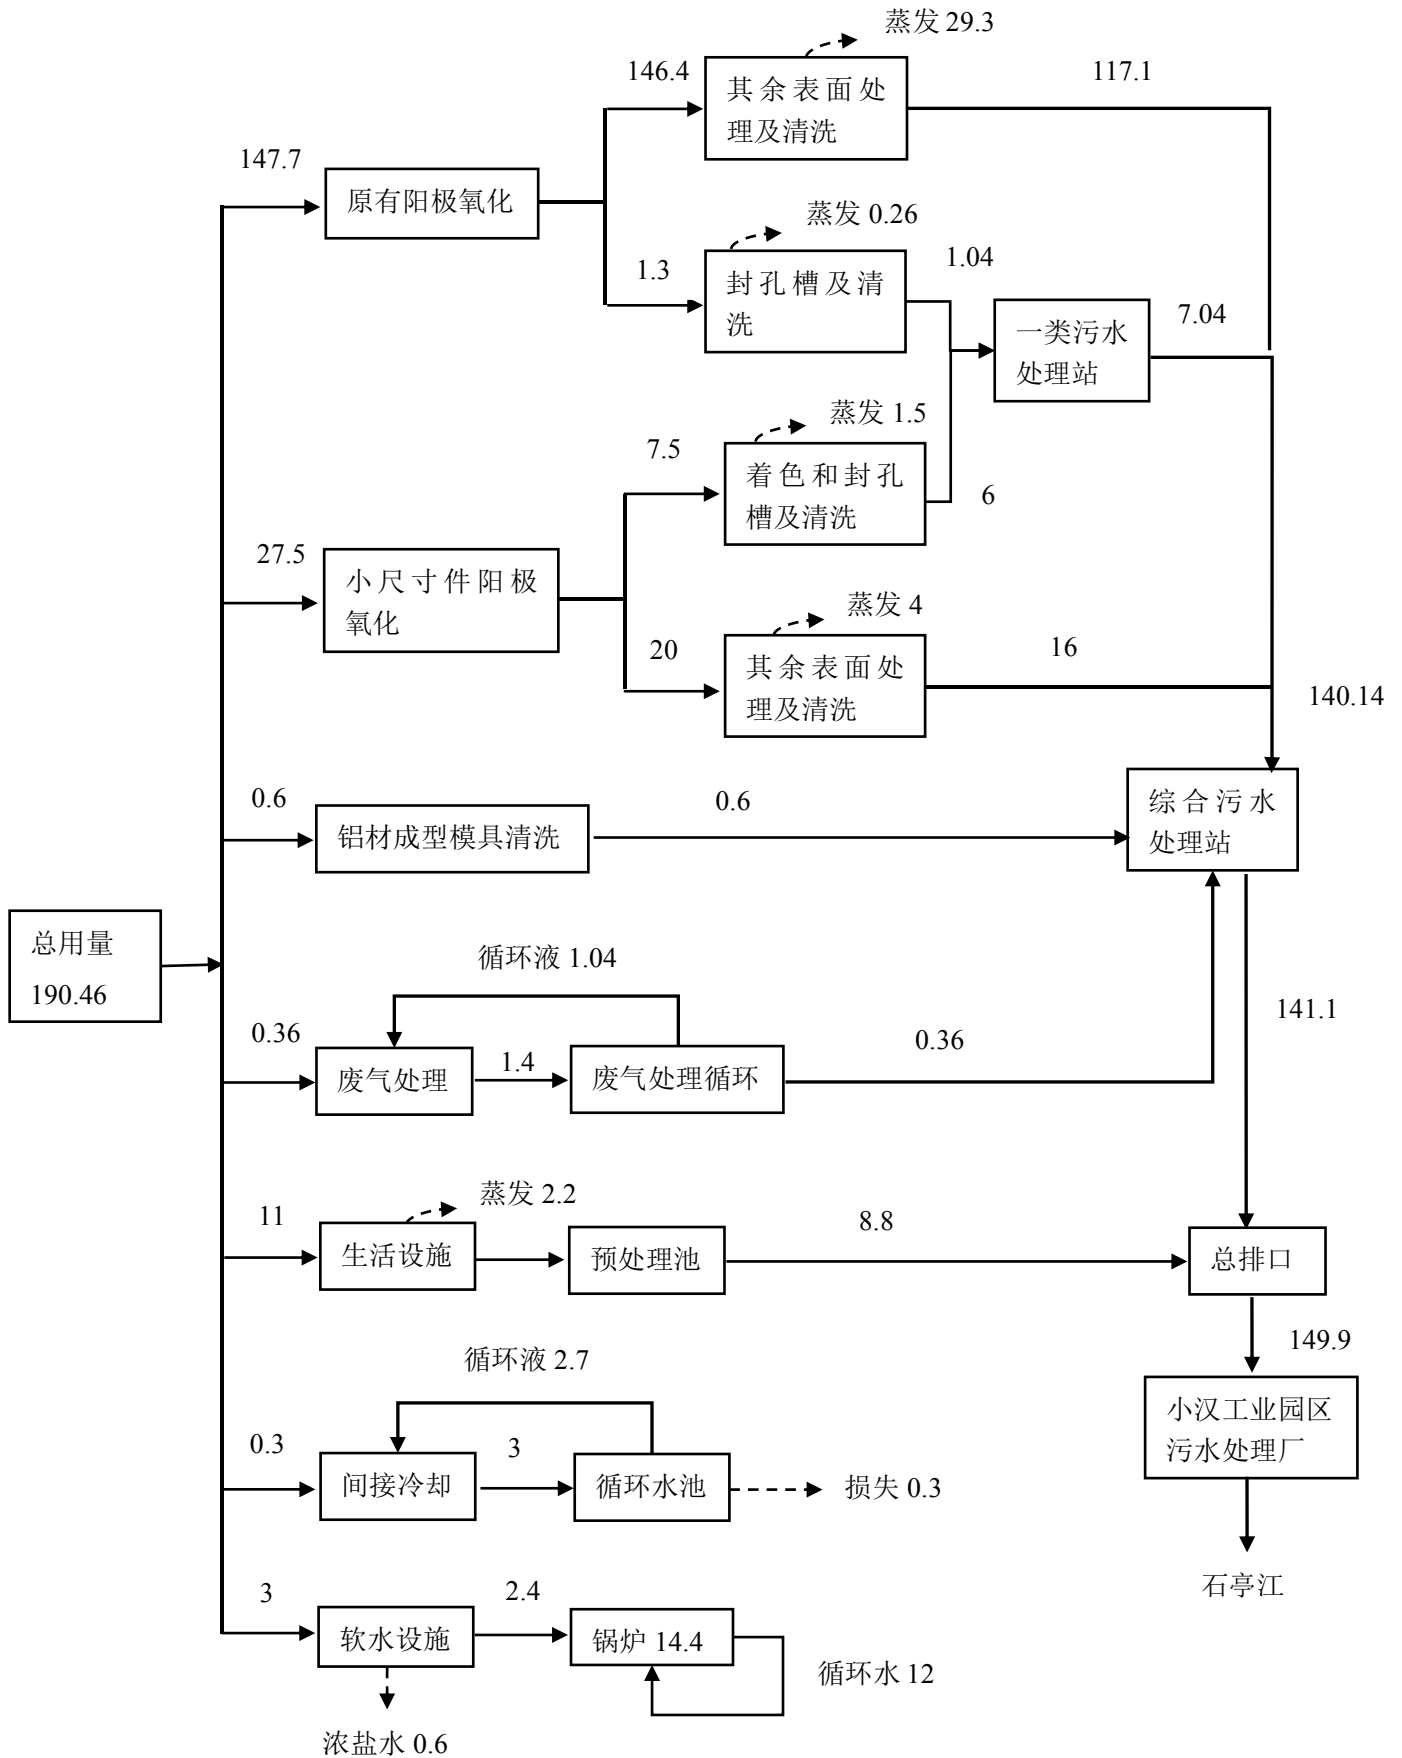 蒸发 29.3
146.4
117.1
其余表面处
理及清洗
147.7
原有阳极氧化
蒸发 0.26
1.3
1.04
封孔槽及清
洗
7.04
一类污水
处理站
蒸发 1.5
7.5
着色和封孔
槽及清洗
6
27.5
小尺寸件阳极
氧化
蒸发 4
20
16
其余表面处
理及清洗
140.14
0.6
0.6
铝材成型模具清洗
综合污水
处理站
总用量
190.46
循环液 1.04
141.1
0.36
1.4
0.36
废气处理
废气处理循环
蒸发 2.2
11
8.8
生活设施
预处理池
总排口
149.9
循环液 2.7
小汉工业园区
污水处理厂
0.3
3
间接冷却
循环水池
损失 0.3
石亭江
3
2.4
软水设施
锅炉 14.4
循环水 12
浓盐水 0.6